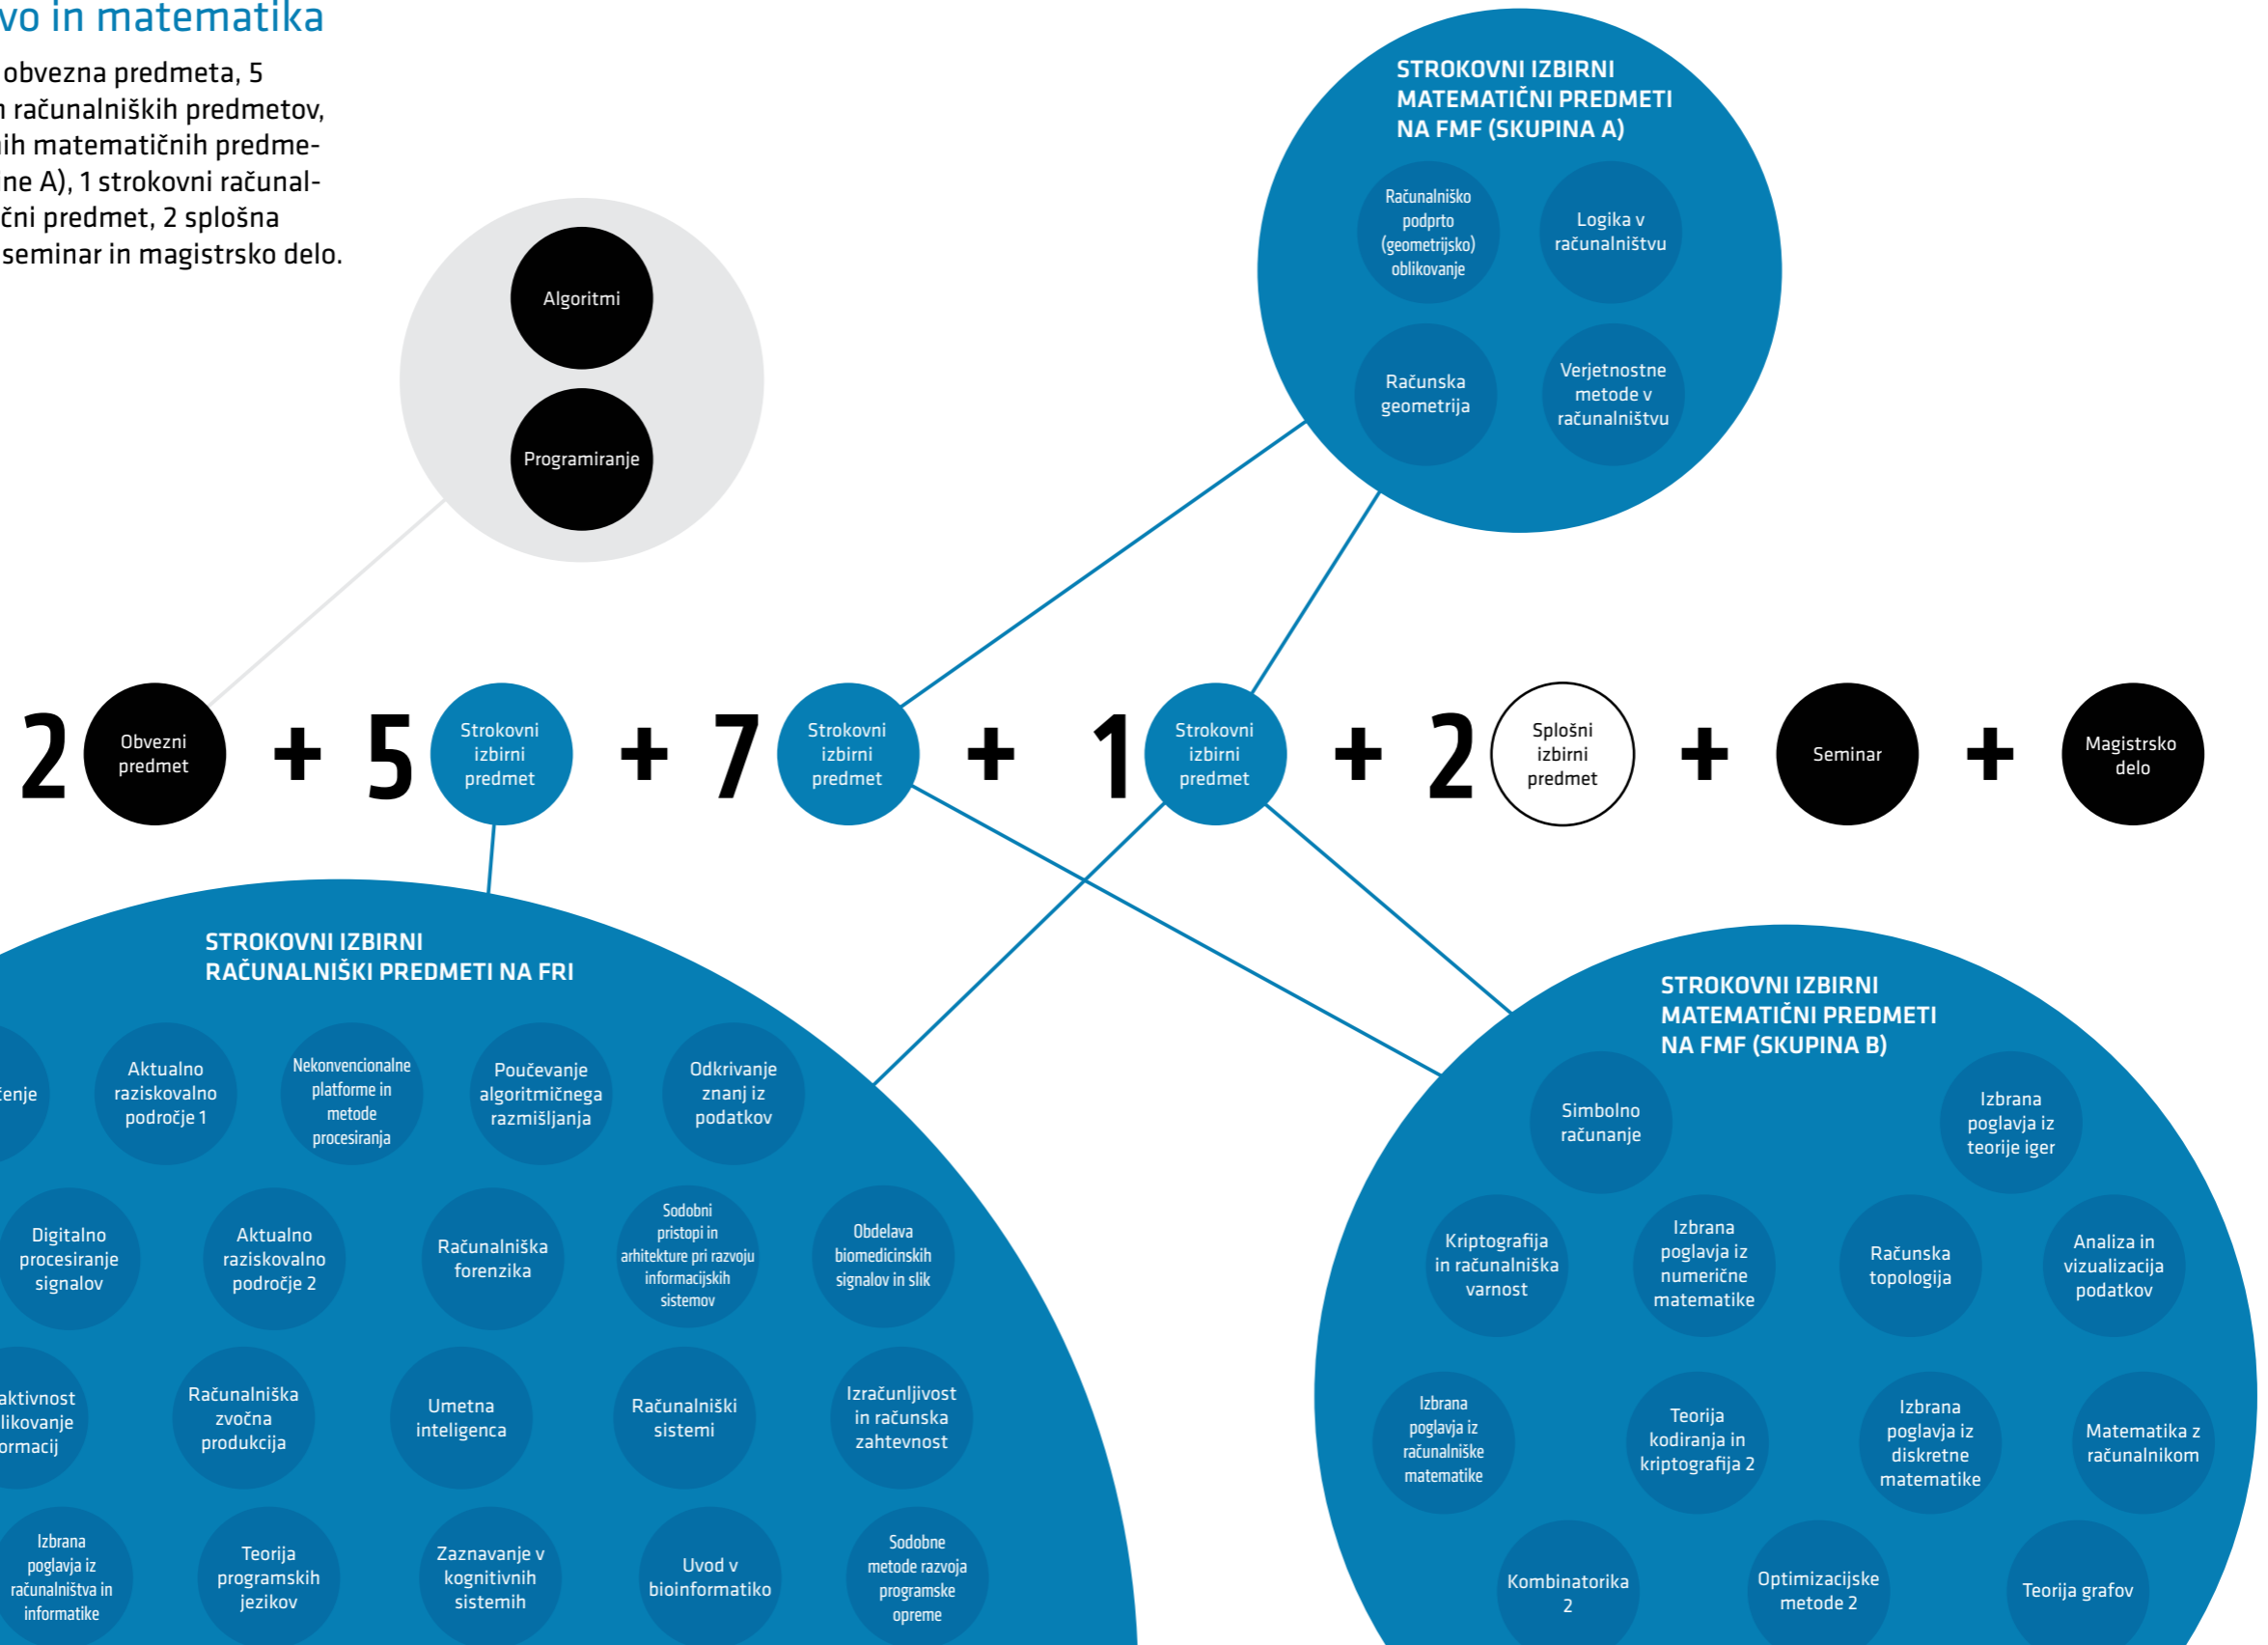 vo in matematika
obvezna predmeta, 5
računalniških predmetov,
nih matematičnih predme-
ine A), 1 strokovni računal-
čni predmet, 2 splošna
seminar in magistrsko delo.
STROKOVNI IZBIRNI
MATEMATIČNI PREDMETI
NA FMF (SKUPINA A)
Računalniško
podprto
(geometrijsko)
oblikovanje
Logika v
računalništvu
Računska
geometrija
Verjetnostne
metode v
računalništvu
Algoritmi
Programiranje
2
Obvezni
predmet
+
5
Strokovni
izbirni
predmet
+
7
Strokovni
izbirni
predmet
+
1
Strokovni
izbirni
predmet
+
2
Splošni
izbirni
predmet
+
Seminar
+
Magistrsko
delo
STROKOVNI IZBIRNI
RAČUNALNIŠKI PREDMETI NA FRI
čenje
Aktualno
raziskovalno
področje 1
Nekonvencionalne
platforme in
metode
procesiranja
Poučevanje
algoritmičnega
razmišljanja
Odkrivanje
znanj iz
podatkov
Digitalno
procesiranje
signalov
Aktualno
raziskovalno
področje 2
Računalniška
forenzika
Sodobni
pristopi in
arhitekture pri razvoju
informacijskih
sistemov
Obdelava
biomedicinskih
signalov in slik
aktivnost
likovanje
ormacij
Računalniška
zvočna
produkcija
Umetna
inteligenca
Računalniški
sistemi
Izračunljivost
in računska
zahtevnost
Izbrana
poglavja iz
računalništva in
informatike
Teorija
programskih
jezikov
Zaznavanje v
kognitivnih
sistemih
Uvod v
bioinformatiko
Sodobne
metode razvoja
programske
opreme
STROKOVNI IZBIRNI
MATEMATIČNI PREDMETI
NA FMF (SKUPINA B)
Simbolno
računanje
Izbrana
poglavja iz
teorije iger
Kriptografija
in računalniška
varnost
Izbrana
poglavja iz
numerične
matematike
Računska
topologija
Analiza in
vizualizacija
podatkov
Izbrana
poglavja iz
računalniške
matematike
Teorija
kodiranja in
kriptografija 2
Izbrana
poglavja iz
diskretne
matematike
Matematika z
računalnikom
Kombinatorika
2
Optimizacijske
metode 2
Teorija grafov